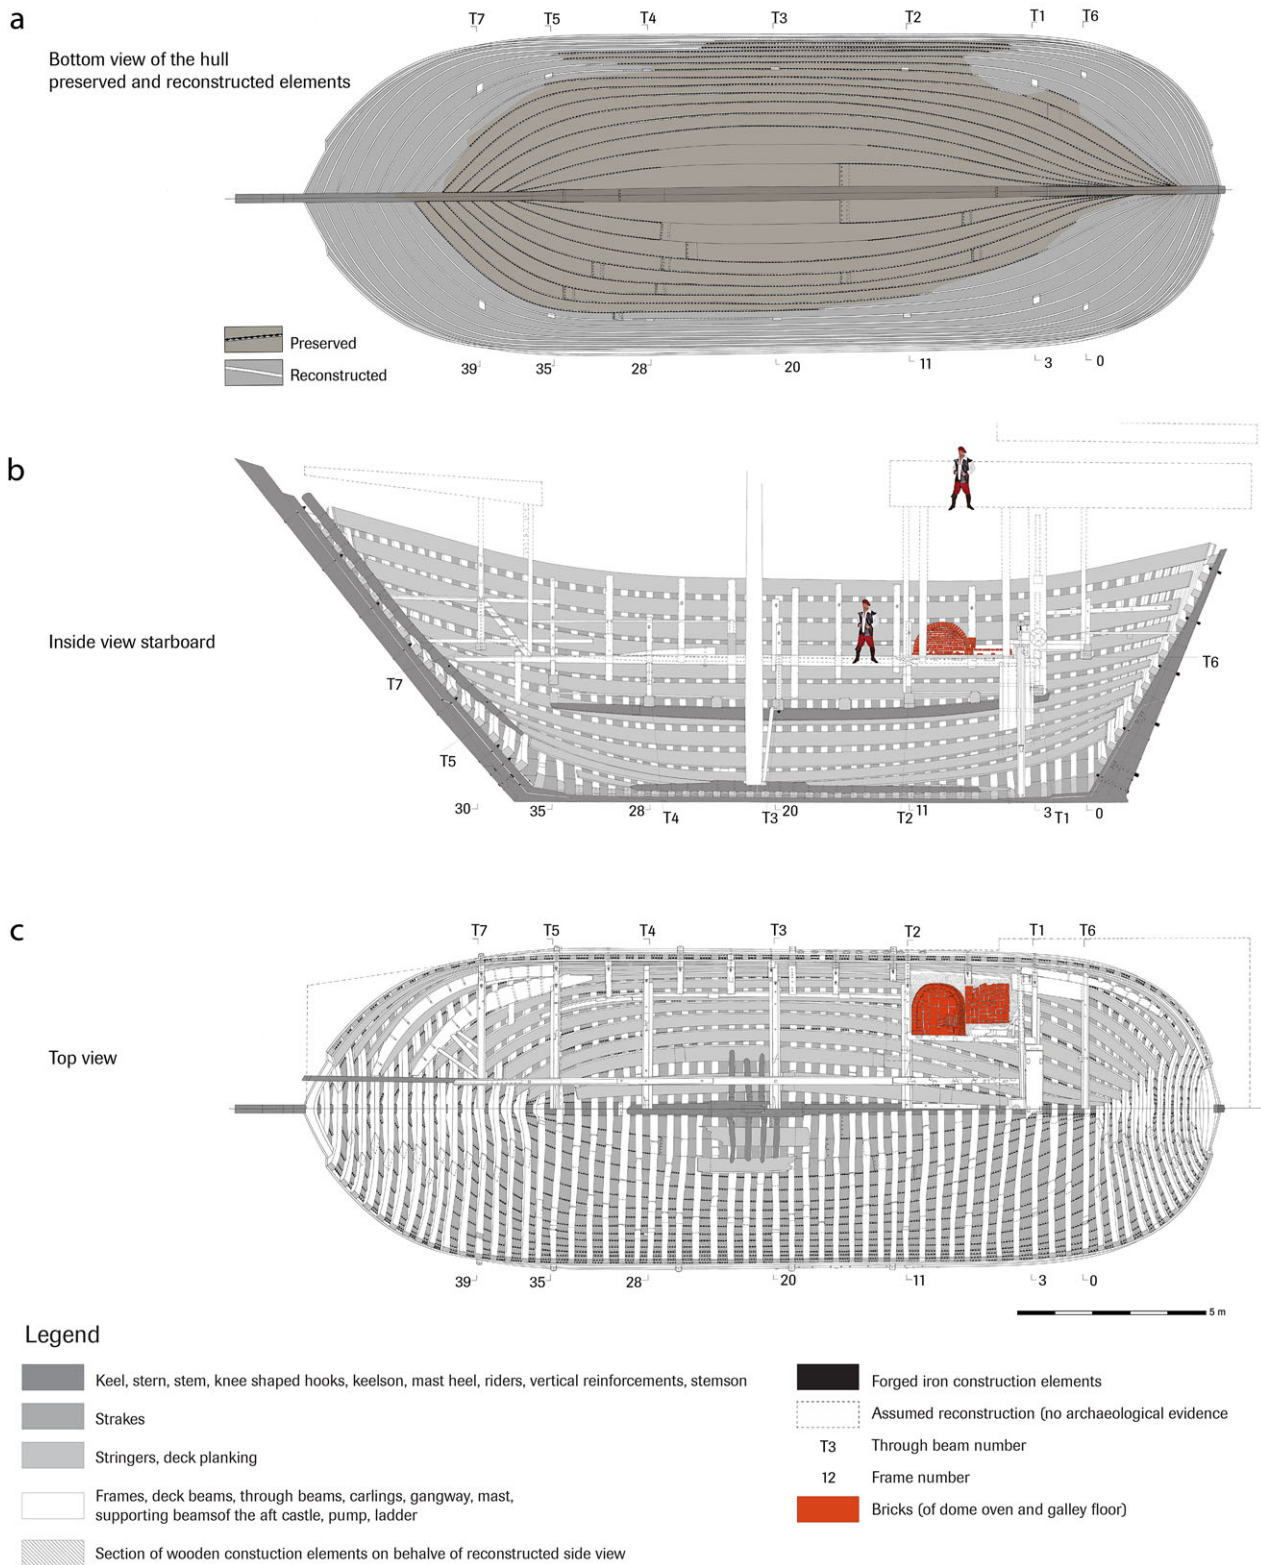 a
T7 T5 T4 T3 T2 T1 T6
Bottom view of the hull
preserved and reconstructed elements
Preserved
Reconstructed
39 35 28 20 11 3 0
b
Inside view starboard
T7
T6
T5
30 35 28 20 11 3 0
T4 T3 T2 T1
c
T7 T5 T4 T3 T2 T1 T6
Top view
39 35 28 20 11 3 0
5 m
Legend
Keel, stern, stem, knee shaped hooks, keelson, mast heel, riders, vertical reinforcements, stemson
Strakes
Stringers, deck planking
Frames, deck beams, through beams, carlings, gangway, mast,
supporting beamsof the aft castle, pump, ladder
Section of wooden constuction elements on behalve of reconstructed side view
Forged iron construction elements
Assumed reconstruction (no archaeological evidence
T3 Through beam number
12 Frame number
Bricks (of dome oven and galley floor)